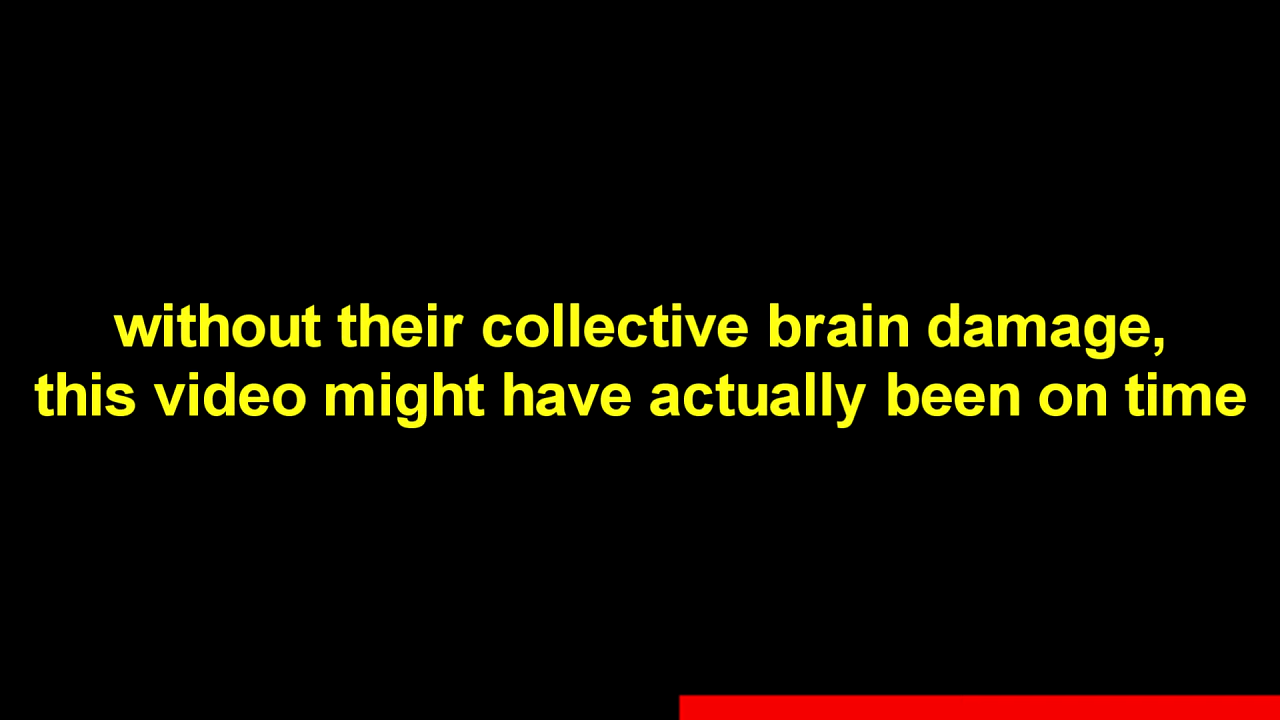 without their collective brain damage,
this video might have actually been on time